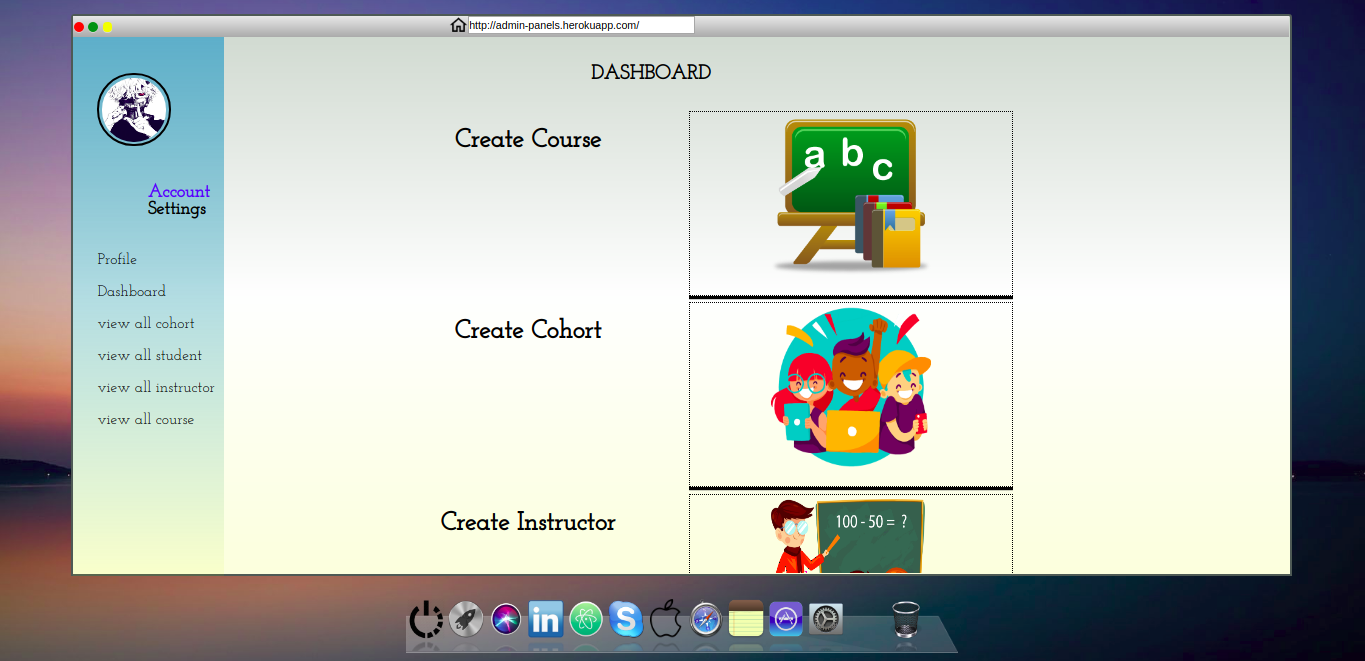 http://admin-panels.herokuapp.com/
DASHBOARD
Account
Settings
Profile
Dashboard
view all cohort
view all student
view all instructor
view all course
Create Course
a b c
Create Cohort
Create Instructor
100 - 50 = ?
in
S